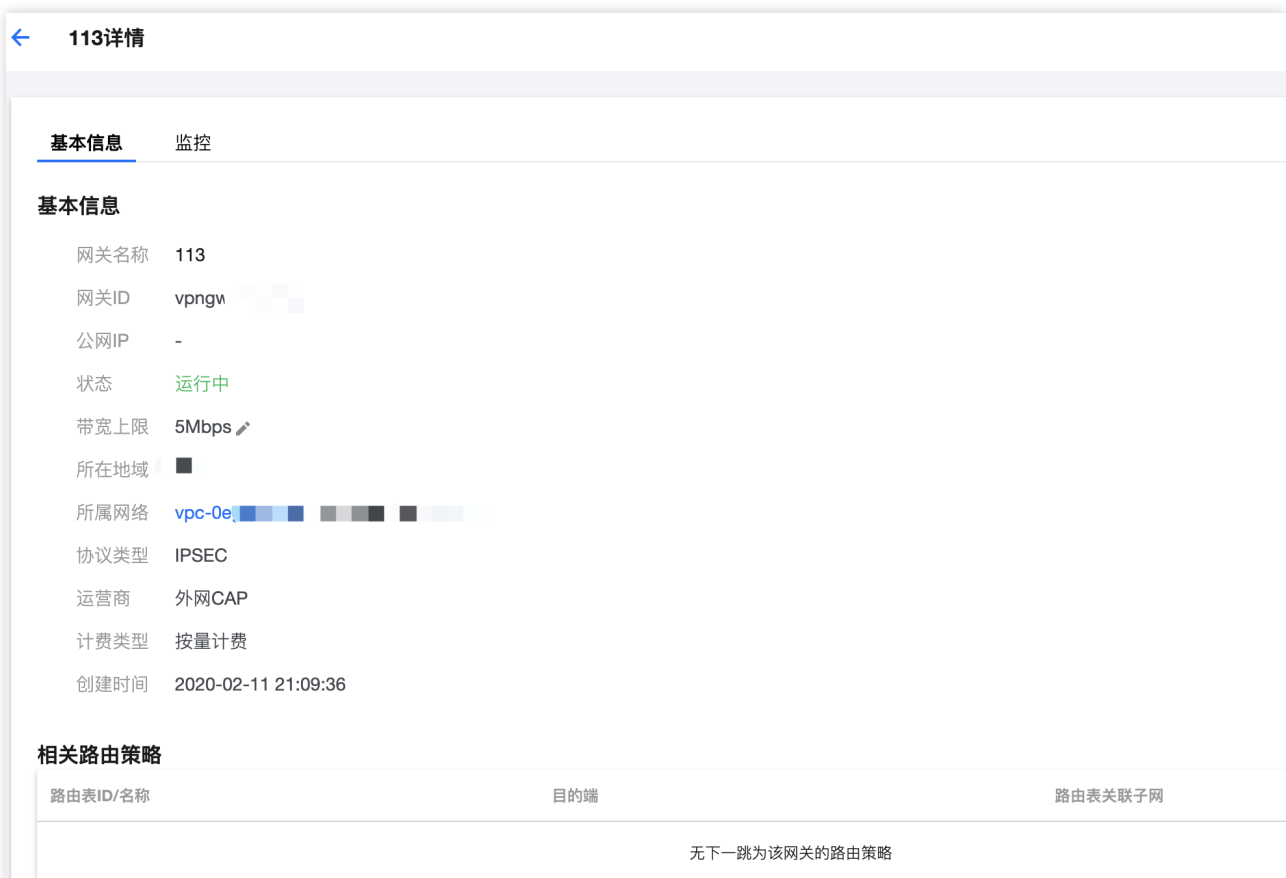 113详情
基本信息 监控
基本信息
网关名称 113
网关ID vpngw
公网IP -
状态 运行中
带宽上限 5Mbps
所在地域
所属网络 vpc-0e
协议类型 IPSEC
运营商 外网CAP
计费类型 按量计费
创建时间 2020-02-11 21:09:36
相关路由策略
路由表ID/名称 目的端 路由表关联子网
无下一跳为该网关的路由策略